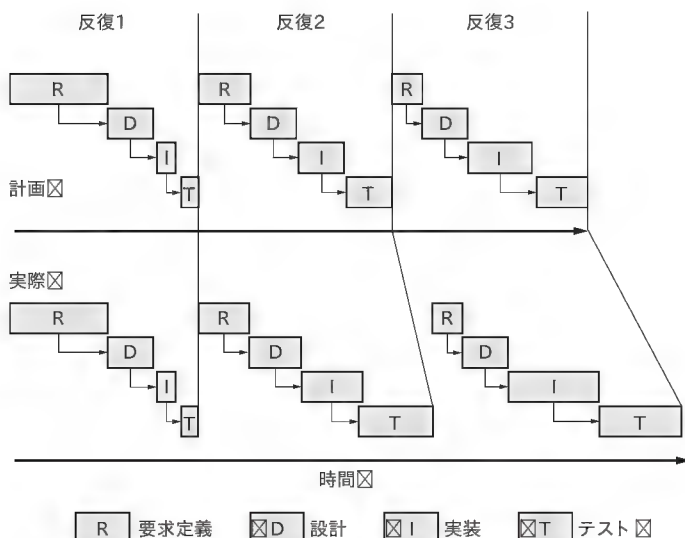 反復1 反復2 反復3
R R R
D D D
I I I
計画☒ T T T
実際☒
R R R
D D D
I I I
T T T
時間☒
R 要求定義 ☒D 設計 ☒I 実装 ☒T テスト☒